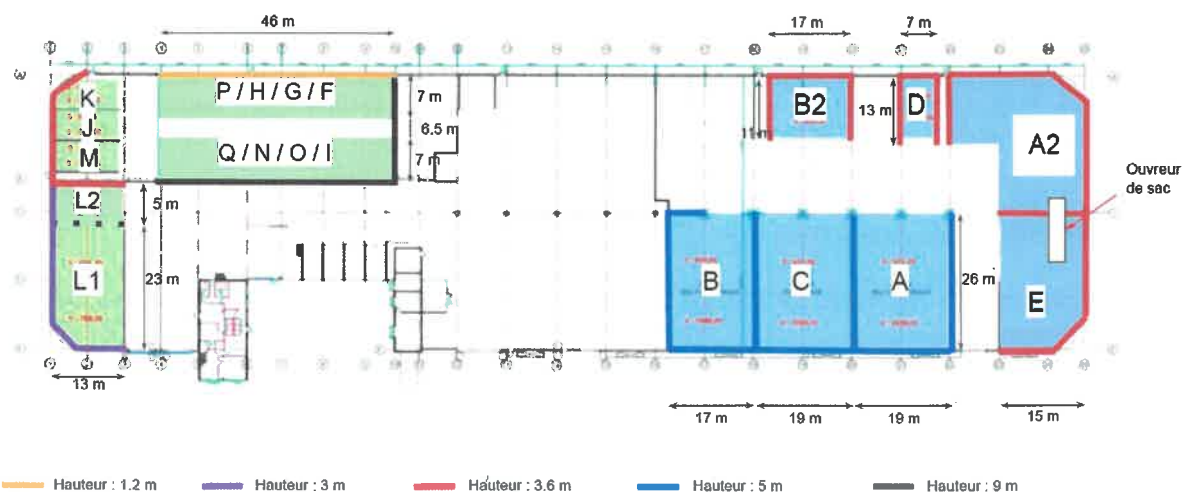 46 m
17 m
7 m
K
J
M
P / H / G / F
Q / N / O / I
7 m
6.5 m
7 m
B2
11 m
13 m
D
A2
Ouvreur
de sac
L2
5 m
L1
23 m
B
C
A
26 m
E
13 m
17 m
19 m
19 m
15 m
Hauteur : 1.2 m
Hauteur : 3 m
Hauteur : 3.6 m
Hauteur : 5 m
Hauteur : 9 m